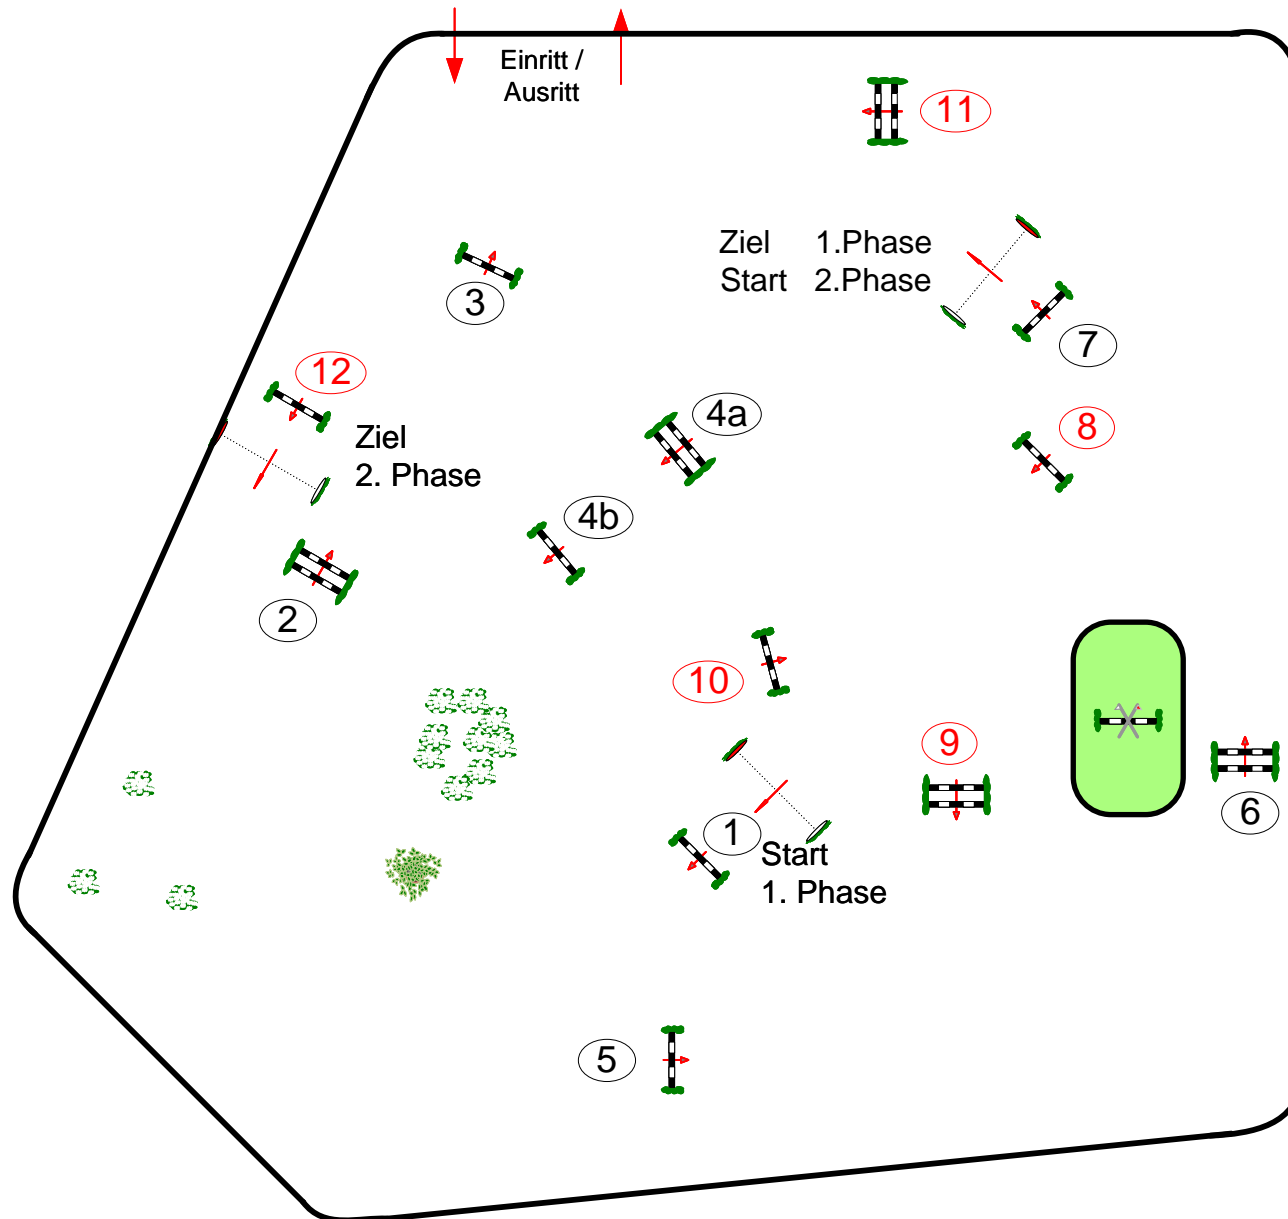 Einritt /
Ausritt
11
Ziel 1.Phase
Start 2.Phase
3
7
12
4a
8
Ziel
2. Phase
4b
2
10
9
6
1
Start
1. Phase
5